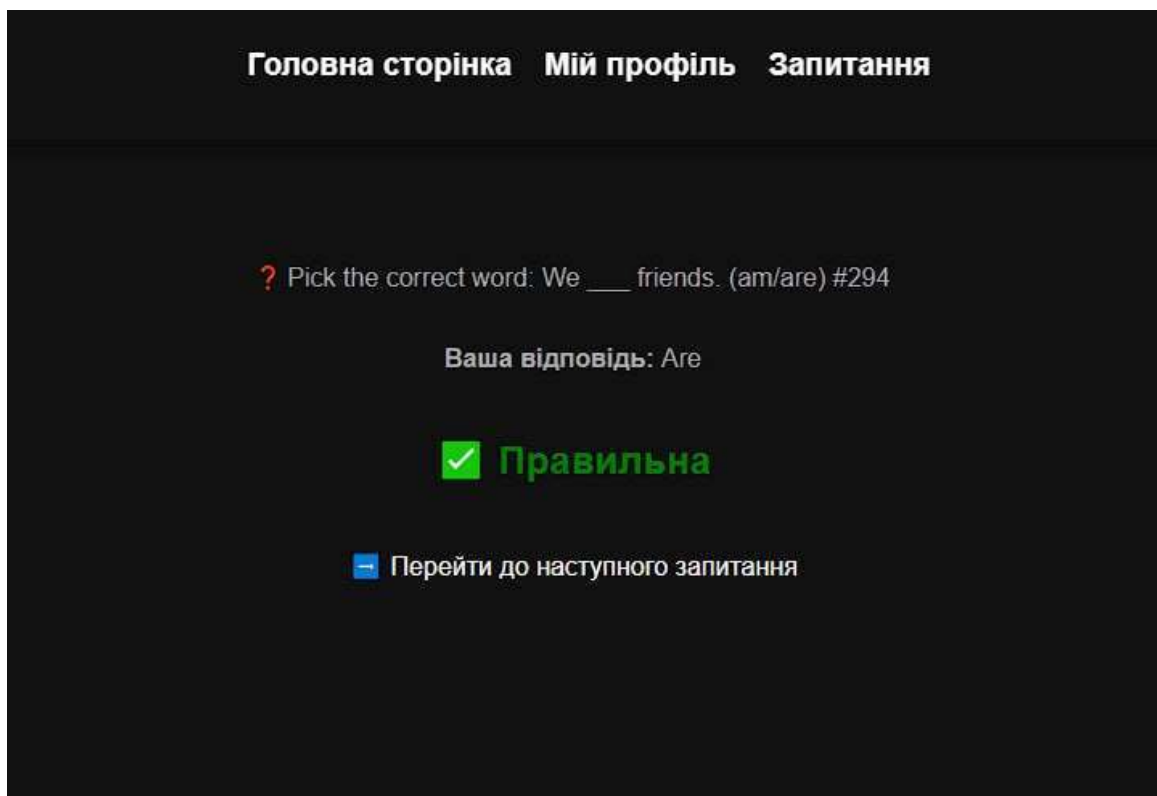 Головна сторінка Мій профіль Запитання
❓ Pick the correct word: We ___ friends. (am/are) #294
Ваша відповідь: Are
✅ Правильна
➡ Перейти до наступного запитання